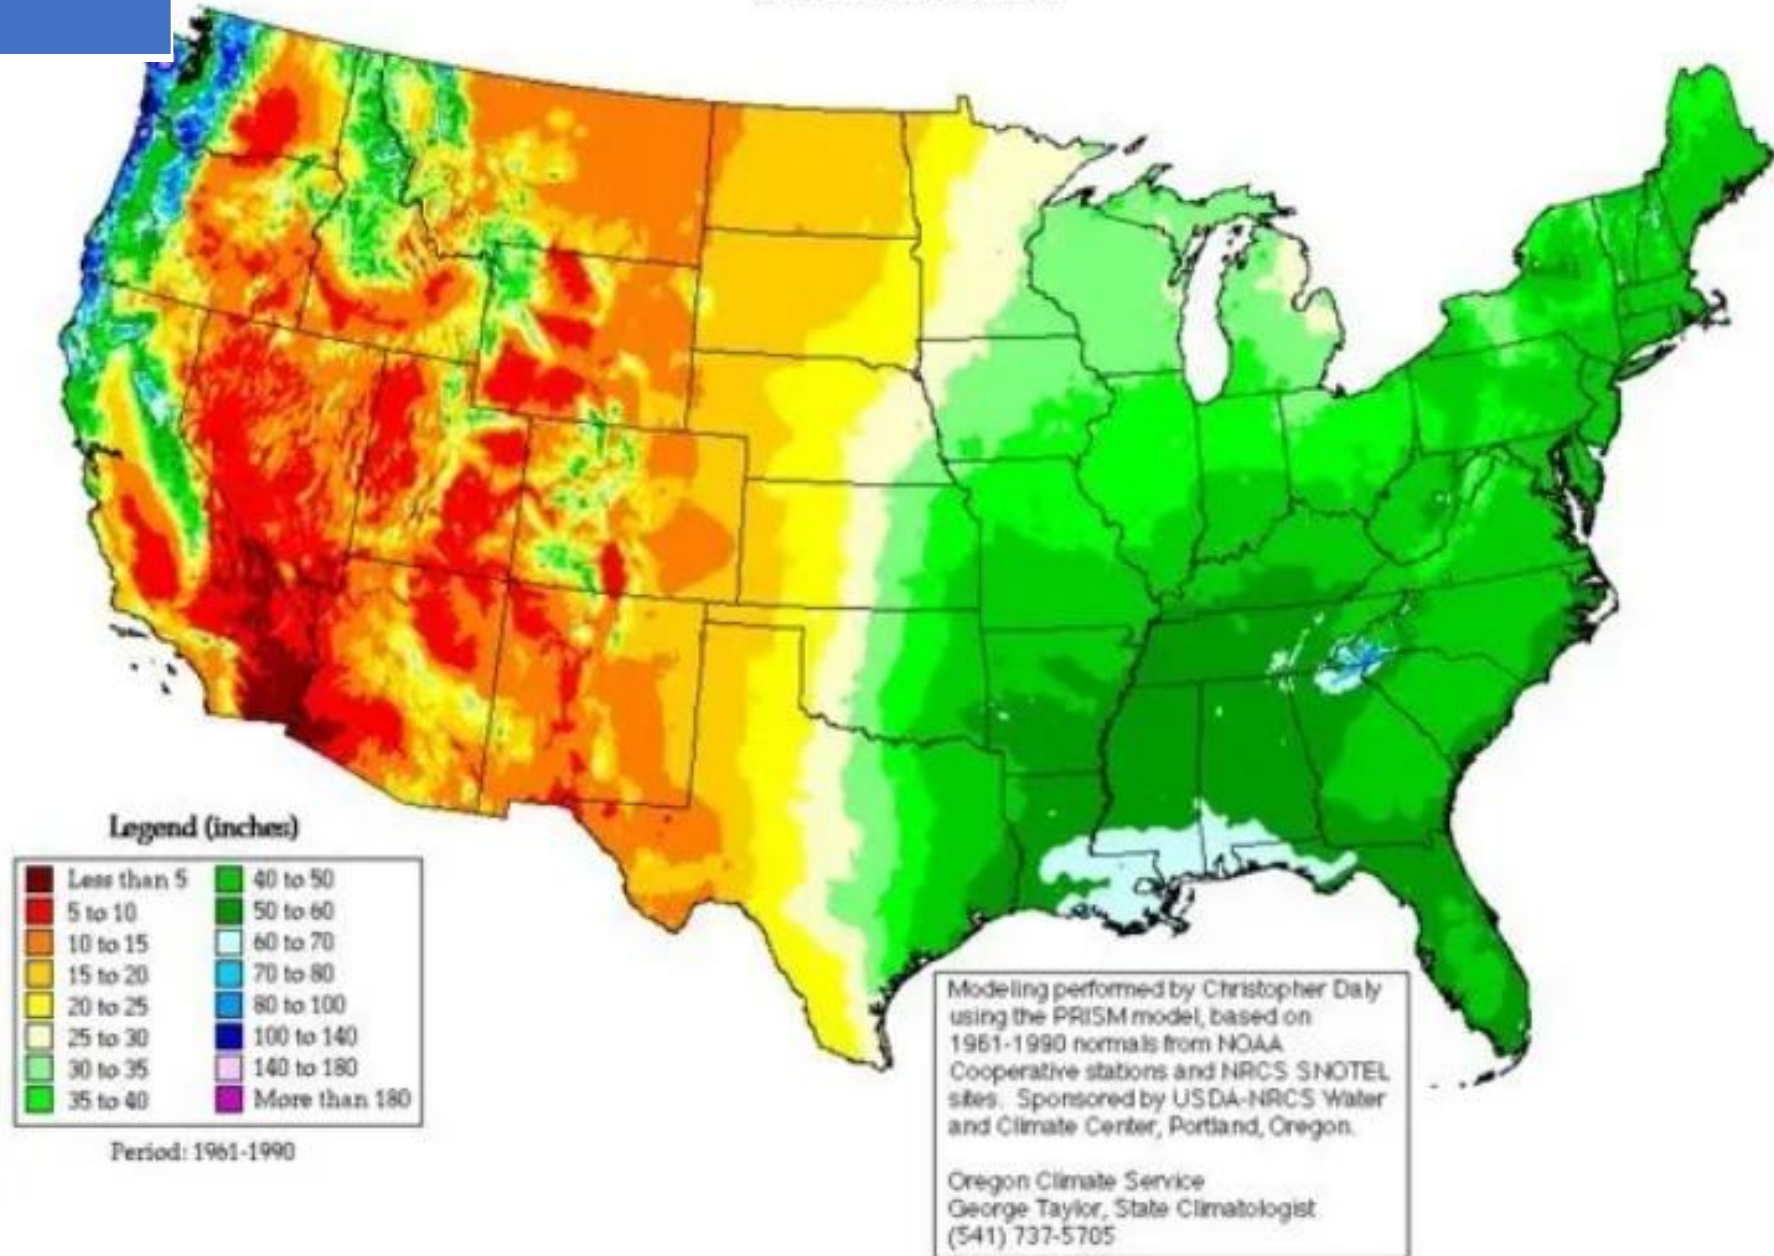 Legend (inches)
Less than 5
5 to 10
10 to 15
15 to 20
20 to 25
25 to 30
30 to 35
35 to 40
40 to 50
50 to 60
60 to 70
70 to 80
80 to 100
100 to 140
140 to 180
More than 180
Period: 1961-1990
Modeling performed by Christopher Daly
using the PRISM model, based on
1961-1990 normals from NOAA
Cooperative stations and NRCS SNOTEL
sites. Sponsored by USDA-NRCS Water
and Climate Center, Portland, Oregon.
Oregon Climate Service
George Taylor, State Climatologist
(541) 737-5705